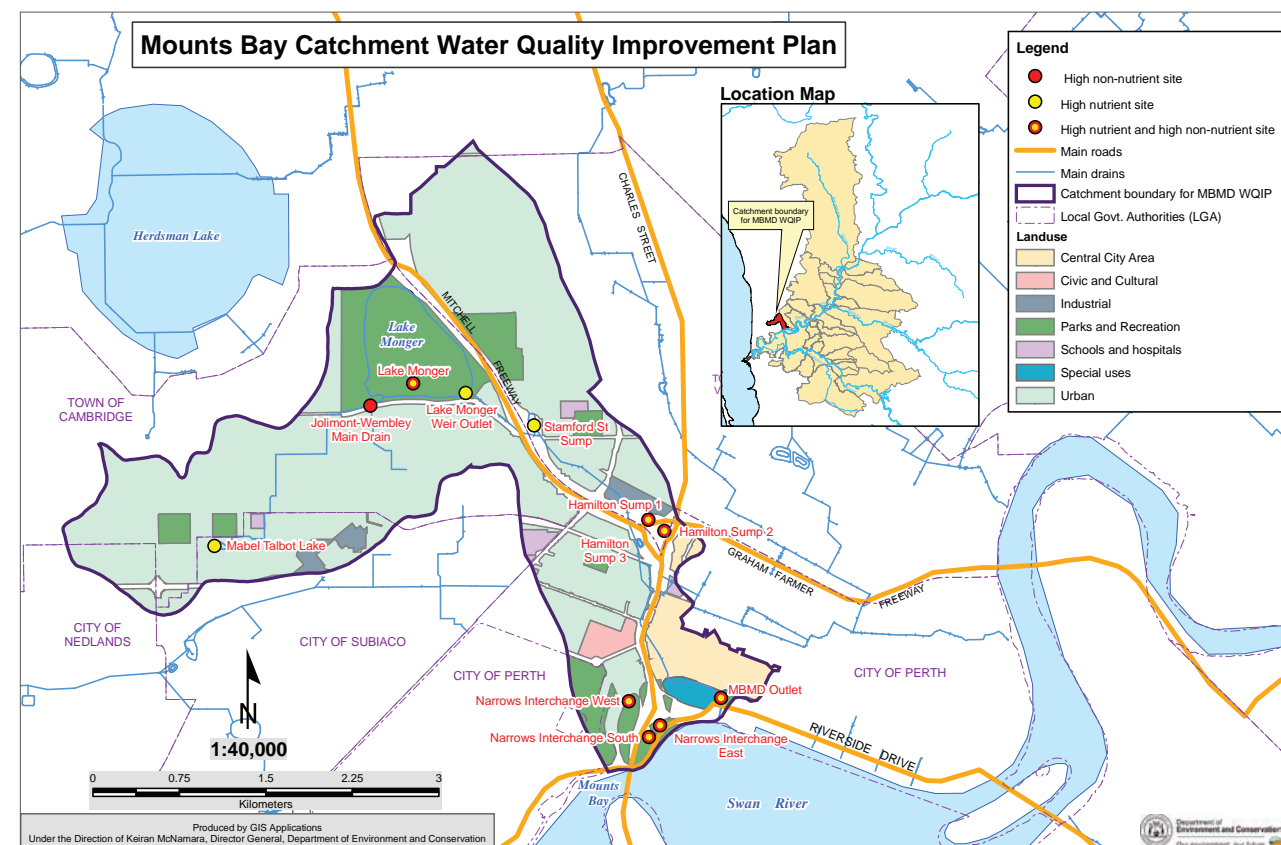 Mounts Bay Catchment Water Quality Improvement Plan
Legend
High non-nutrient site
High nutrient site
High nutrient and high non-nutrient site
Main roads
Main drains
Catchment boundary for MBMD WQIP
Local Govt. Authorities (LGA)
Landuse
Central City Area
Civic and Cultural
Industrial
Parks and Recreation
Schools and hospitals
Special uses
Urban
Location Map
Catchment boundary
for MBMD WQIP
Herdsman Lake
CHARLES STREET
MITCHELL
FREEWAY
Lake
Monger
Lake Monger
Lake Monger
Weir Outlet
Jolimont-Wembley
Main Drain
Stamford St
Sump
TOWN OF
CAMBRIDGE
Hamilton Sump 1
Hamilton Sump 2
Hamilton
Sump 3
Mabel Talbot Lake
GRAHAM FARMER
FREEWAY
CITY OF
NEDLANDS
CITY OF SUBIACO
CITY OF PERTH
CITY OF PERTH
MBMD Outlet
Narrows Interchange West
Narrows Interchange South
Narrows Interchange
East
RIVERSIDE DRIVE
Mounts
Bay
Swan River
N
1:40,000
0 0.75 1.5 2.25 3
Kilometers
Produced by GIS Applications
Under the Direction of Keiran McNamara, Director General, Department of Environment and Conservation
Department of
Environment and Conservation